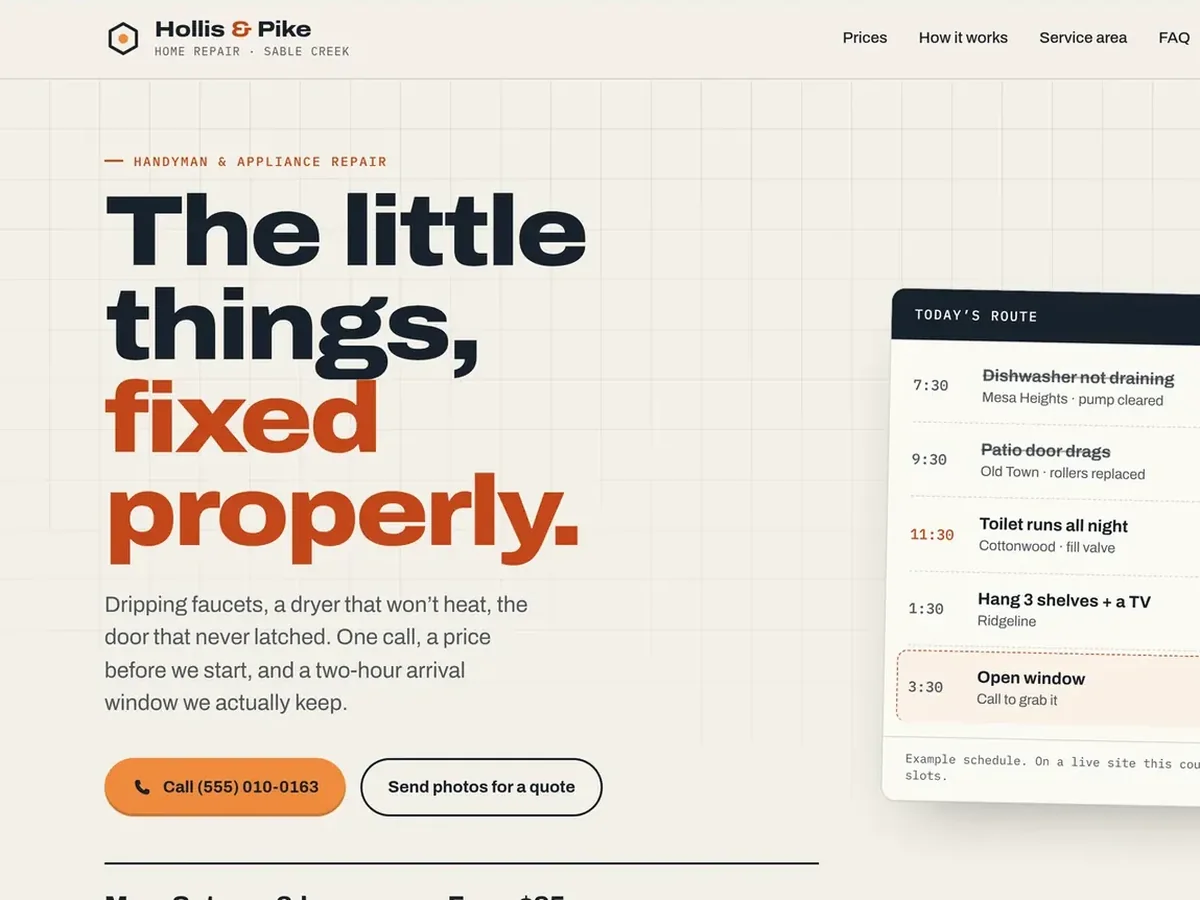 Hollis & Pike
HOME REPAIR · SABLE CREEK
Prices How it works Service area FAQ
HANDYMAN & APPLIANCE REPAIR
The little
things,
fixed
properly.
Dripping faucets, a dryer that won’t heat, the
door that never latched. One call, a price
before we start, and a two-hour arrival
window we actually keep.
Call (555) 010-0163
Send photos for a quote
TODAY’S ROUTE
7:30 Dishwasher not draining
Mesa Heights · pump cleared
9:30 Patio door drags
Old Town · rollers replaced
11:30 Toilet runs all night
Cottonwood · fill valve
1:30 Hang 3 shelves + a TV
Ridgeline
3:30 Open window
Call to grab it
Example schedule. On a live site this
slots.